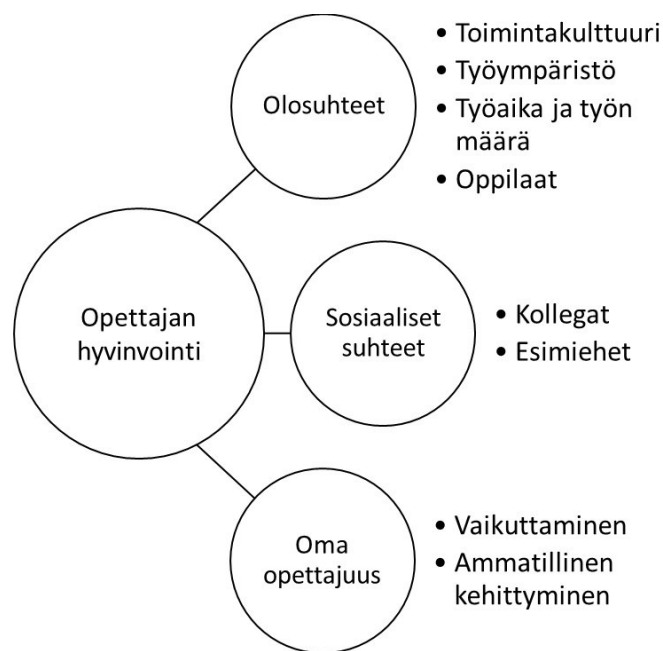 Olosuhteet
• Toimintakulttuuri
• Työympäristö
• Työaika ja työn
määrä
• Oppilaat
Opettajan
hyvinvointi
Sosiaaliset
suhteet
• Kollegat
• Esimiehet
Oma
opettajuus
• Vaikuttaminen
• Ammatillinen
kehittyminen